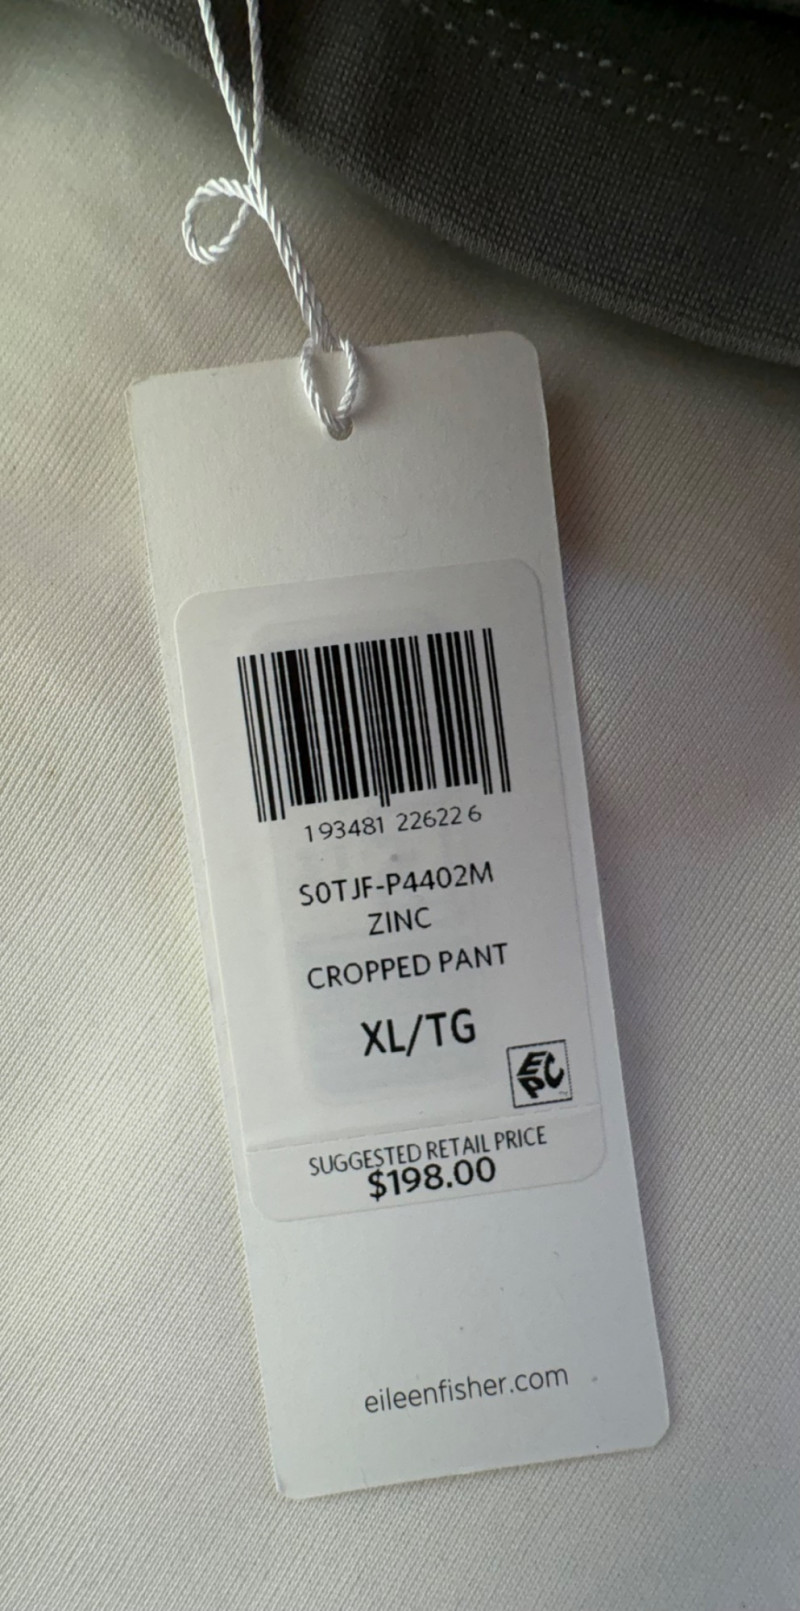 193481 22622 6
S0TJF-P4402M
ZINC
CROPPED PANT
XL/TG
EPC
SUGGESTED RETAIL PRICE
$198.00
eileenfisher.com